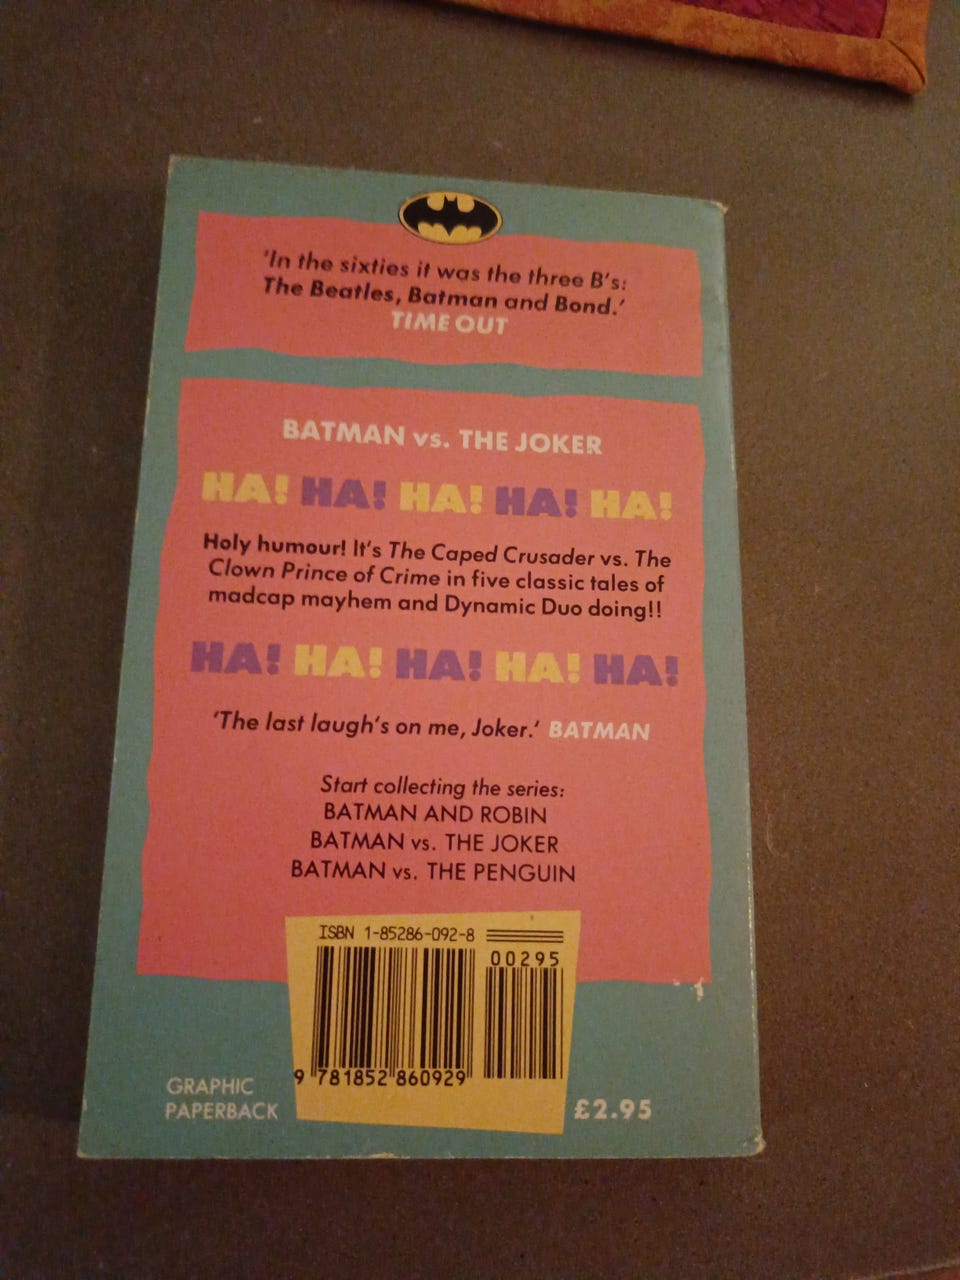 'In the sixties it was the three B's:
The Beatles, Batman and Bond.'
TIME OUT
BATMAN vs. THE JOKER
HA! HA! HA! HA! HA!
Holy humour! It's The Caped Crusader vs. The
Clown Prince of Crime in five classic tales of
madcap mayhem and Dynamic Duo doing!!
HA! HA! HA! HA! HA!
'The last laugh's on me, Joker.' BATMAN
Start collecting the series:
BATMAN AND ROBIN
BATMAN vs. THE JOKER
BATMAN vs. THE PENGUIN
ISBN 1-85286-092-8
00295
9 781852 860929
GRAPHIC
PAPERBACK
£2.95